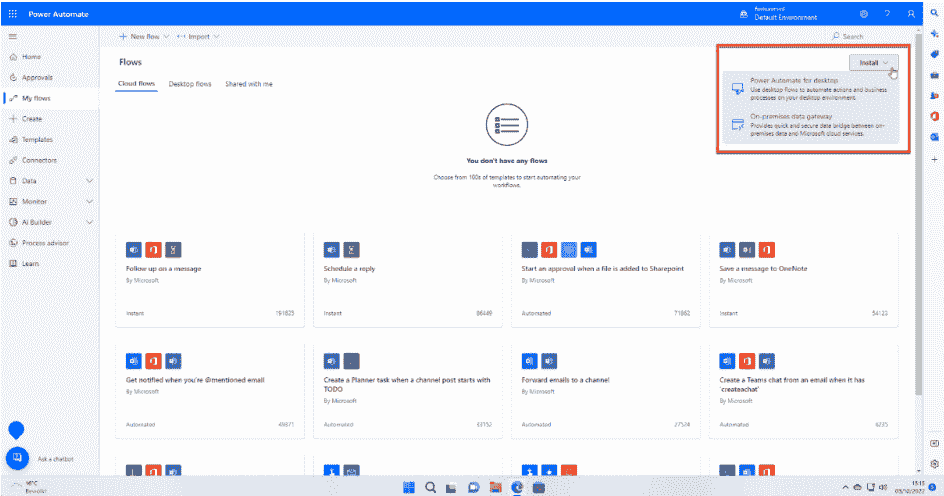 Power Automate
Environment
Default Environment
New flow
Import
Search
Home
Approvals
My flows
Create
Templates
Connectors
Data
Monitor
AI Builder
Process advisor
Learn
Ask a chatbot
Flows
Install
Cloud flows
Desktop flows
Shared with me
Power Automate for desktop
Use desktop flows to automate actions and business
processes on your desktop environment.
On-premises data gateway
Provides quick and secure data bridge between on-
premises data and Microsoft cloud services.
You don't have any flows
Choose from 100s of templates to start automating your
workflows.
Follow up on a message
By Microsoft
Instant
191625
Schedule a reply
By Microsoft
Instant
Start an approval when a file is added to Sharepoint
By Microsoft
Automated
Save a message to OneNote
By Microsoft
Instant
54123
Get notified when you're @mentioned email
By Microsoft
Automated
Create a Planner task when a channel post starts with
TODO
By Microsoft
Automated
33152
Forward emails to a channel
By Microsoft
Automated
27524
Create a Teams chat from an email when it has
'createachat'
By Microsoft
Automated
6235
15:15